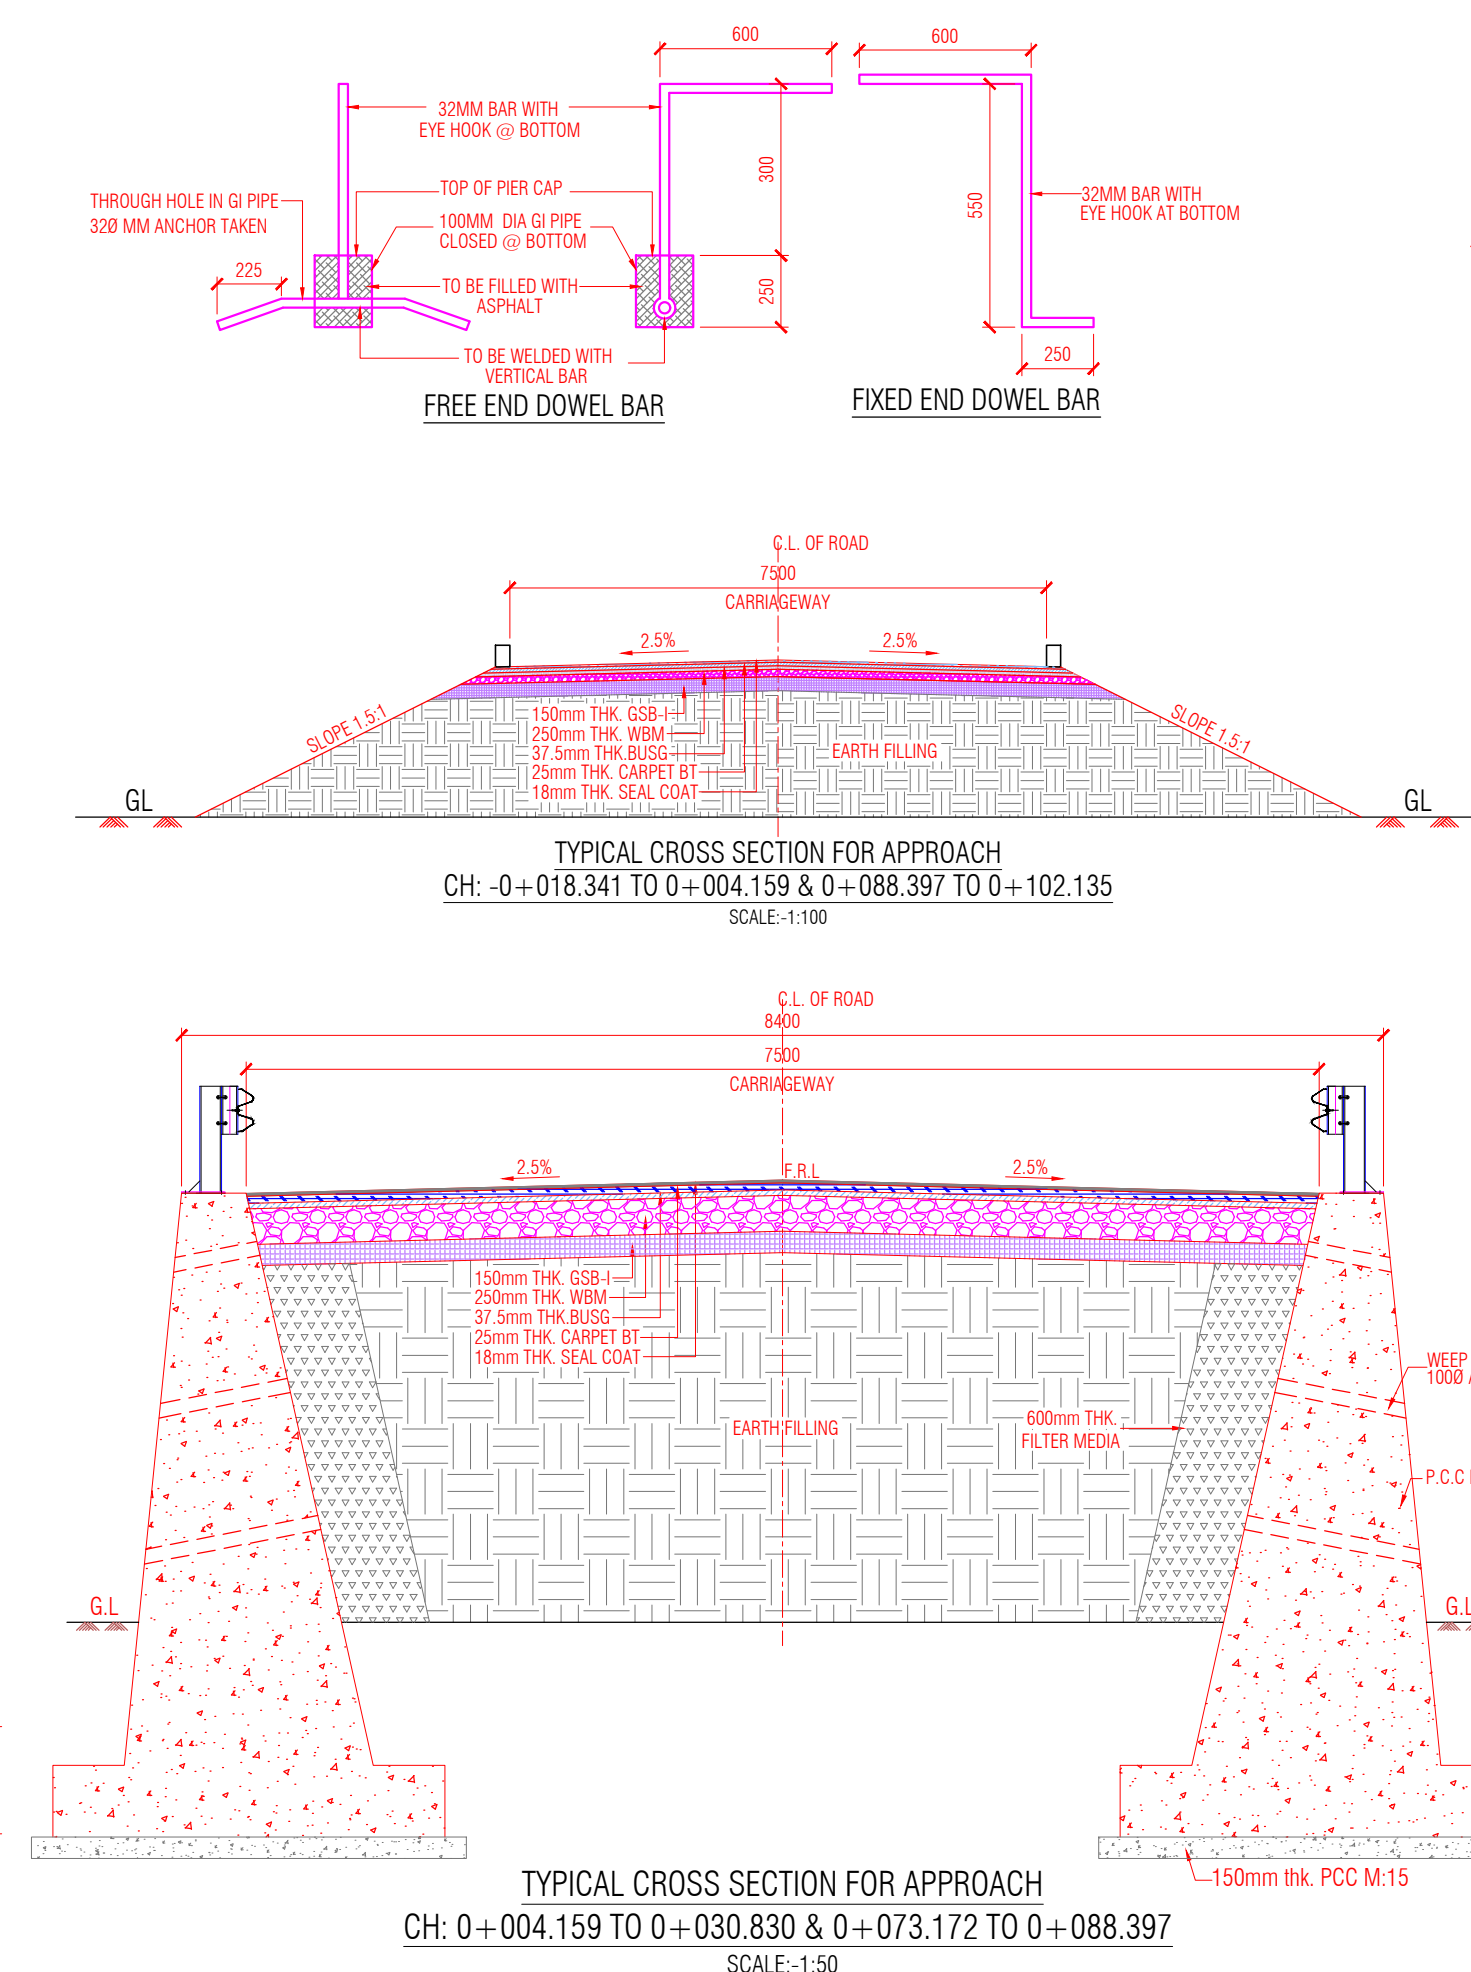 600
600
32MM BAR WITH
EYE HOOK @ BOTTOM
300
550
TOP OF PIER CAP
32MM BAR WITH
EYE HOOK AT BOTTOM
THROUGH HOLE IN GI PIPE
32Ø MM ANCHOR TAKEN
100MM DIA GI PIPE
CLOSED @ BOTTOM
225
TO BE FILLED WITH
ASPHALT
250
TO BE WELDED WITH
VERTICAL BAR
250
FREE END DOWEL BAR
FIXED END DOWEL BAR
C.L. OF ROAD
7500
CARRIAGEWAY
2.5%
2.5%
SLOPE 1.5:1
SLOPE 1.5:1
150mm THK. GSB-I
250mm THK. WBM
37.5mm THK.BUSG
25mm THK. CARPET BT
18mm THK. SEAL COAT
EARTH FILLING
GL
GL
TYPICAL CROSS SECTION FOR APPROACH
CH: -0+018.341 TO 0+004.159 & 0+088.397 TO 0+102.135
SCALE:-1:100
C.L. OF ROAD
8400
7500
CARRIAGEWAY
2.5%
F.R.L
2.5%
150mm THK. GSB-I
250mm THK. WBM
37.5mm THK.BUSG
25mm THK. CARPET BT
18mm THK. SEAL COAT
EARTH FILLING
600mm THK.
FILTER MEDIA
WEEP
100Ø
P.C.C
G.L
G.L
150mm thk. PCC M:15
TYPICAL CROSS SECTION FOR APPROACH
CH: 0+004.159 TO 0+030.830 & 0+073.172 TO 0+088.397
SCALE:-1:50